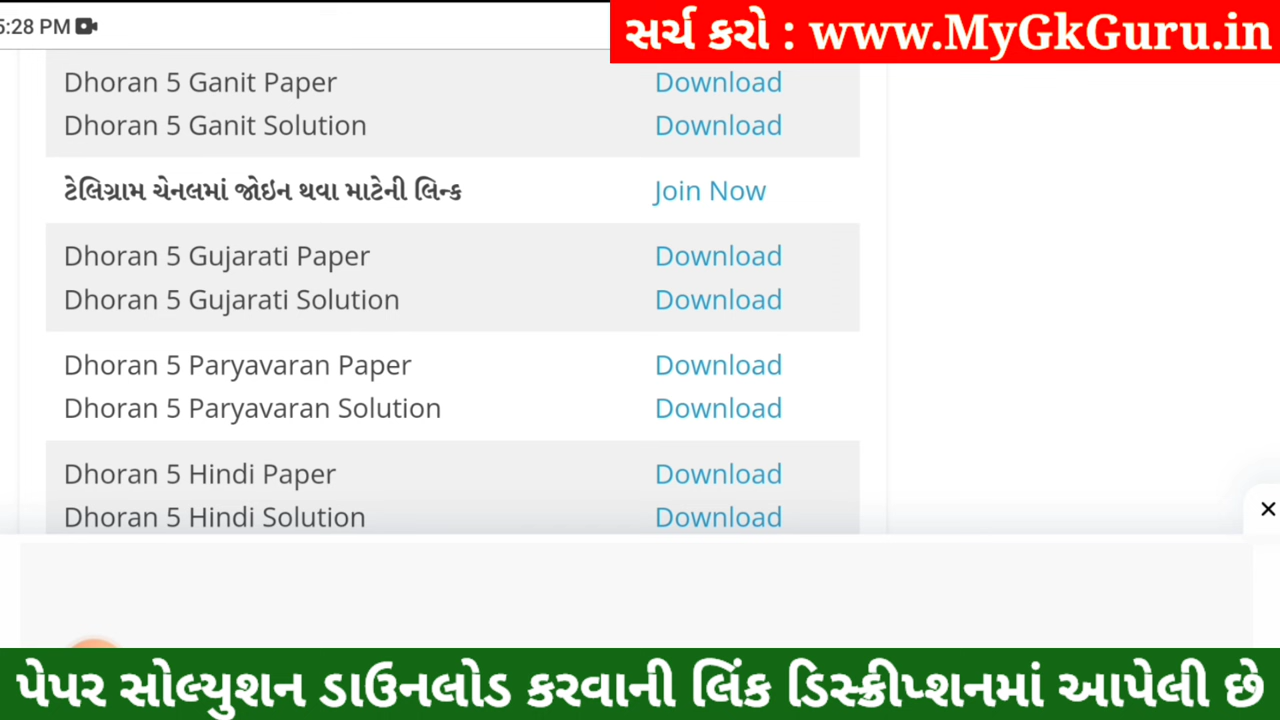 5:28 PM
સર્ચ કરો : www.MyGkGuru.in
Dhoran 5 Ganit Paper Download
Dhoran 5 Ganit Solution Download
ટેલિગ્રામ ચેનલમાં જોઇન થવા માટેની લિન્ક Join Now
Dhoran 5 Gujarati Paper Download
Dhoran 5 Gujarati Solution Download
Dhoran 5 Paryavaran Paper Download
Dhoran 5 Paryavaran Solution Download
Dhoran 5 Hindi Paper Download
Dhoran 5 Hindi Solution Download
પેપર સોલ્યુશન ડાઉનલોડ કરવાની લિંક ડિસ્ક્રીપ્શનમાં આપેલી છે